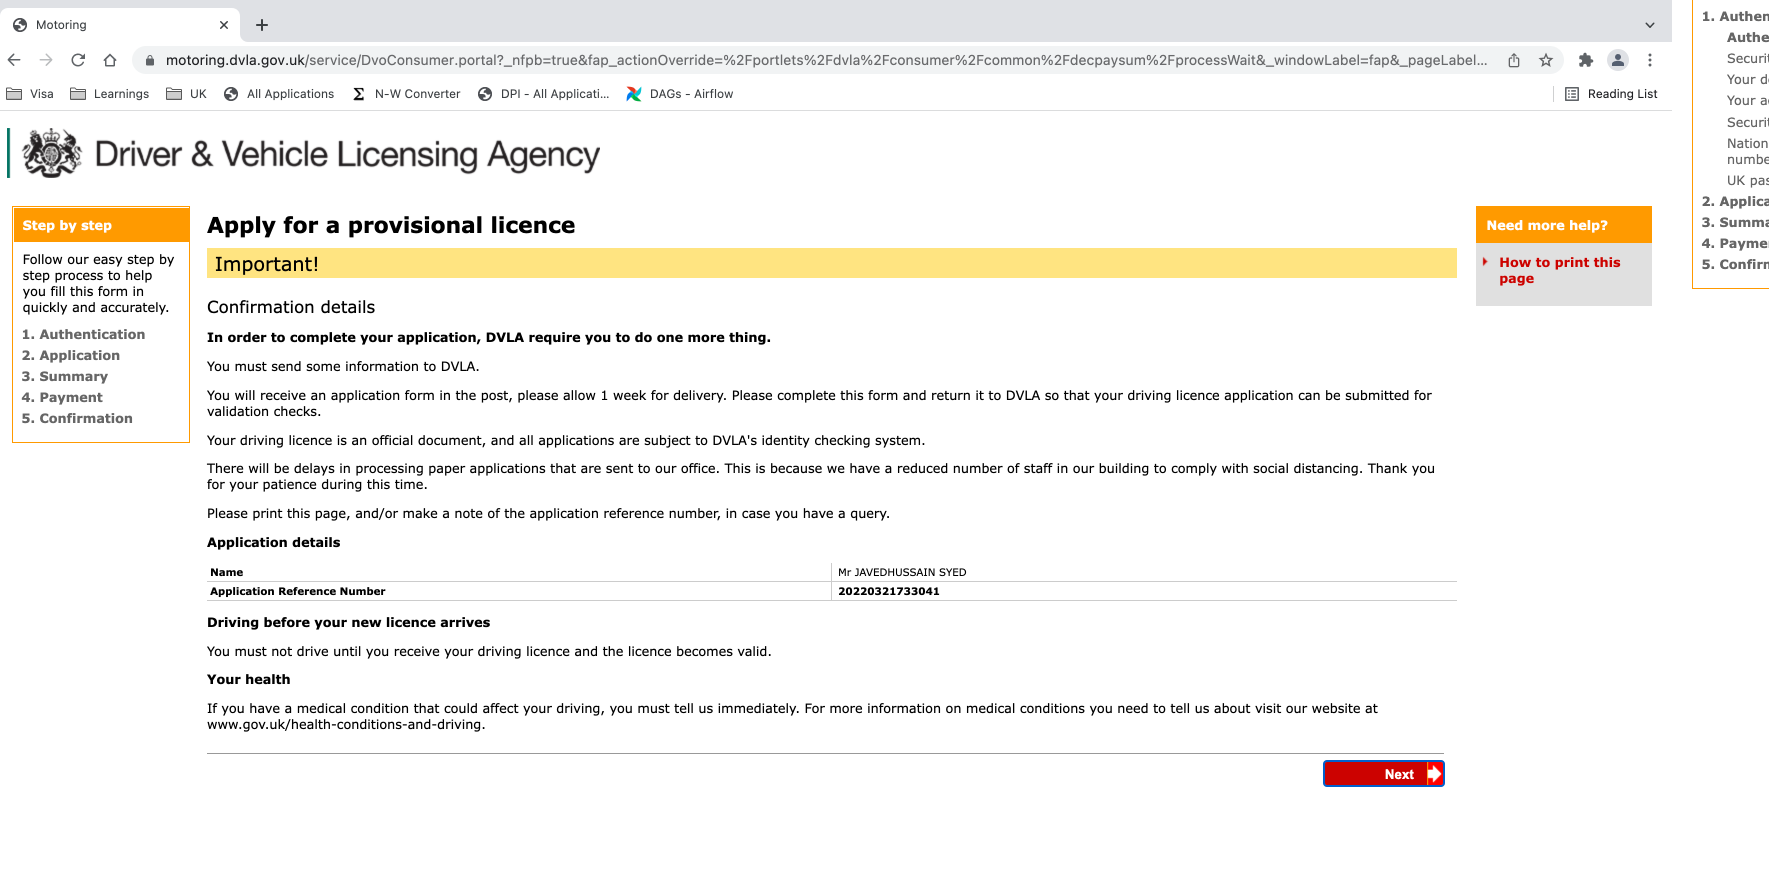 Motoring
motoring.dvla.gov.uk/service/DvoConsumer.portal?_nfpb=true&fap_actionOverride=%2Fportlets%2Fdvla%2Fconsumer%2Fcommon%2Fdecpaysum%2FprocessWait&_windowLabel=fap&_pageLabel...
Visa Learnings UK All Applications N-W Converter DPI - All Applicati... DAGs - Airflow Reading List
Driver & Vehicle Licensing Agency
Step by step
Follow our easy step by
step process to help
you fill this form in
quickly and accurately.
1. Authentication
2. Application
3. Summary
4. Payment
5. Confirmation
Apply for a provisional licence
Important!
Confirmation details
In order to complete your application, DVLA require you to do one more thing.
You must send some information to DVLA.
You will receive an application form in the post, please allow 1 week for delivery. Please complete this form and return it to DVLA so that your driving licence application can be submitted for
validation checks.
Your driving licence is an official document, and all applications are subject to DVLA's identity checking system.
There will be delays in processing paper applications that are sent to our office. This is because we have a reduced number of staff in our building to comply with social distancing. Thank you
for your patience during this time.
Please print this page, and/or make a note of the application reference number, in case you have a query.
Application details
Name Mr JAVEDHUSSAIN SYED
Application Reference Number 20220321733041
Driving before your new licence arrives
You must not drive until you receive your driving licence and the licence becomes valid.
Your health
If you have a medical condition that could affect your driving, you must tell us immediately. For more information on medical conditions you need to tell us about visit our website at
www.gov.uk/health-conditions-and-driving.
Next
Need more help?
How to print this
page
1. Authen
Authe
Securit
Your d
Your a
Securit
Nation
numbe
UK pas
2. Applica
3. Summa
4. Payme
5. Confirm